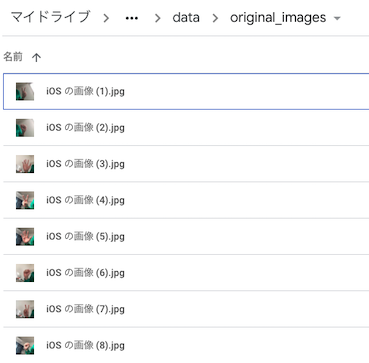 マイドライブ > ••• > data > original_images
名前 ↑
iOS の画像 (1).jpg
iOS の画像 (2).jpg
iOS の画像 (3).jpg
iOS の画像 (4).jpg
iOS の画像 (5).jpg
iOS の画像 (6).jpg
iOS の画像 (7).jpg
iOS の画像 (8).jpg